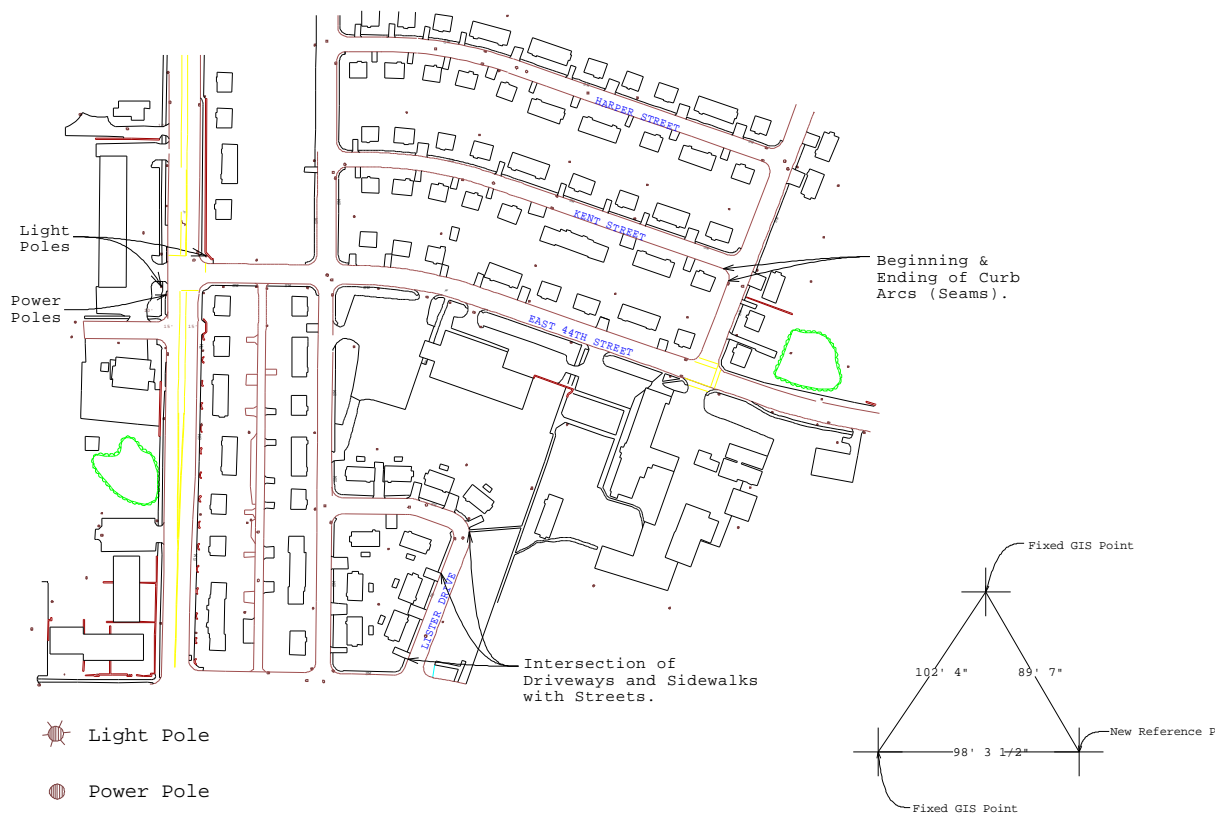 HARPER STREET
KENT STREET
Light
Poles
Beginning &
Ending of Curb
Arcs (Seams).
Power
Poles
EAST 44TH STREET
LISTER DRIVE
Fixed GIS Point
Intersection of
Driveways and Sidewalks
with Streets.
102' 4"
89' 7"
New Reference P
Light Pole
98' 3 1/2"
Power Pole
Fixed GIS Point